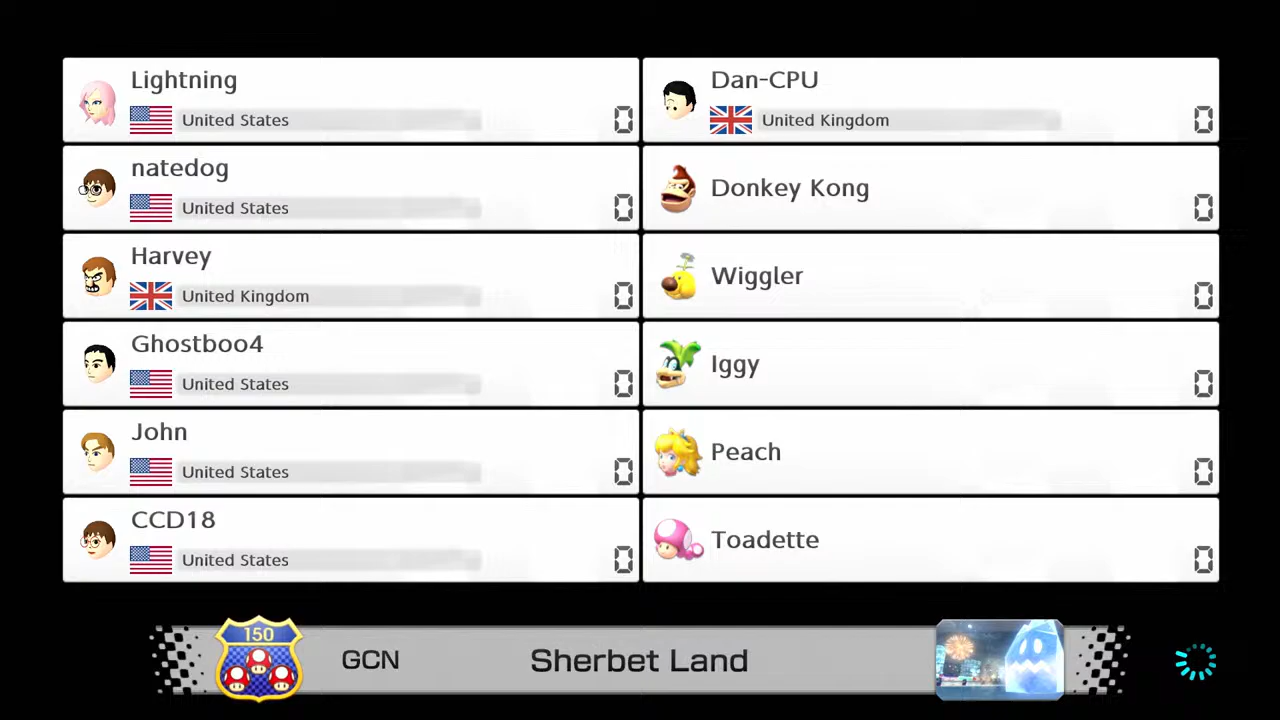 Lightning
United States
0
natedog
United States
0
Harvey
United Kingdom
0
Ghostboo4
United States
0
John
United States
0
CCD18
United States
0
Dan-CPU
United Kingdom
0
Donkey Kong
0
Wiggler
0
Iggy
0
Peach
0
Toadette
0
150
GCN
Sherbet Land